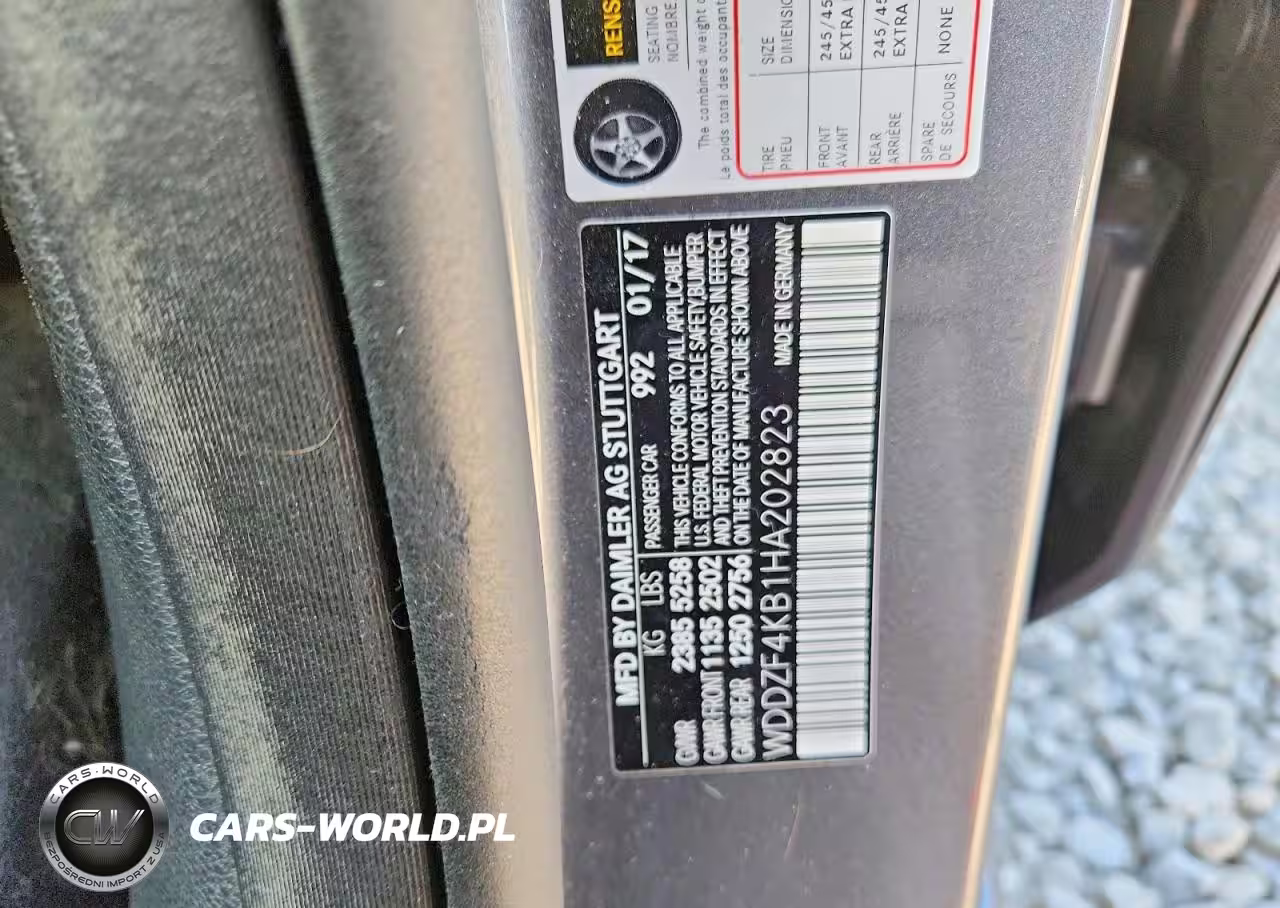 MFD BY DAIMLER AG STUTTGART
KG LBS PASSENGER CAR 992 01/17
GVWR 2385 5258 THIS VEHICLE CONFORMS TO ALL APPLICABLE
GAWR FRONT 1135 2502 U.S. FEDERAL MOTOR VEHICLE SAFETY, BUMPER
GAWR REAR 1250 2756 AND THEFT PREVENTION STANDARDS IN EFFECT
ON THE DATE OF MANUFACTURE SHOWN ABOVE
WDDZF4KB1HA202823 MADE IN GERMANY
RENS
SEATING
NOMBRE
The combined weight
Le poids total des occupant
TIRE SIZE
PNEU DIMENSIO
FRONT 245/45
AVANT EXTRA
REAR 245/45
ARRIÈRE EXTRA
SPARE NONE
DE SECOURS
CARS-WORLD
CW
BEZPOŚREDNI IMPORT Z USA
CARS-WORLD.PL